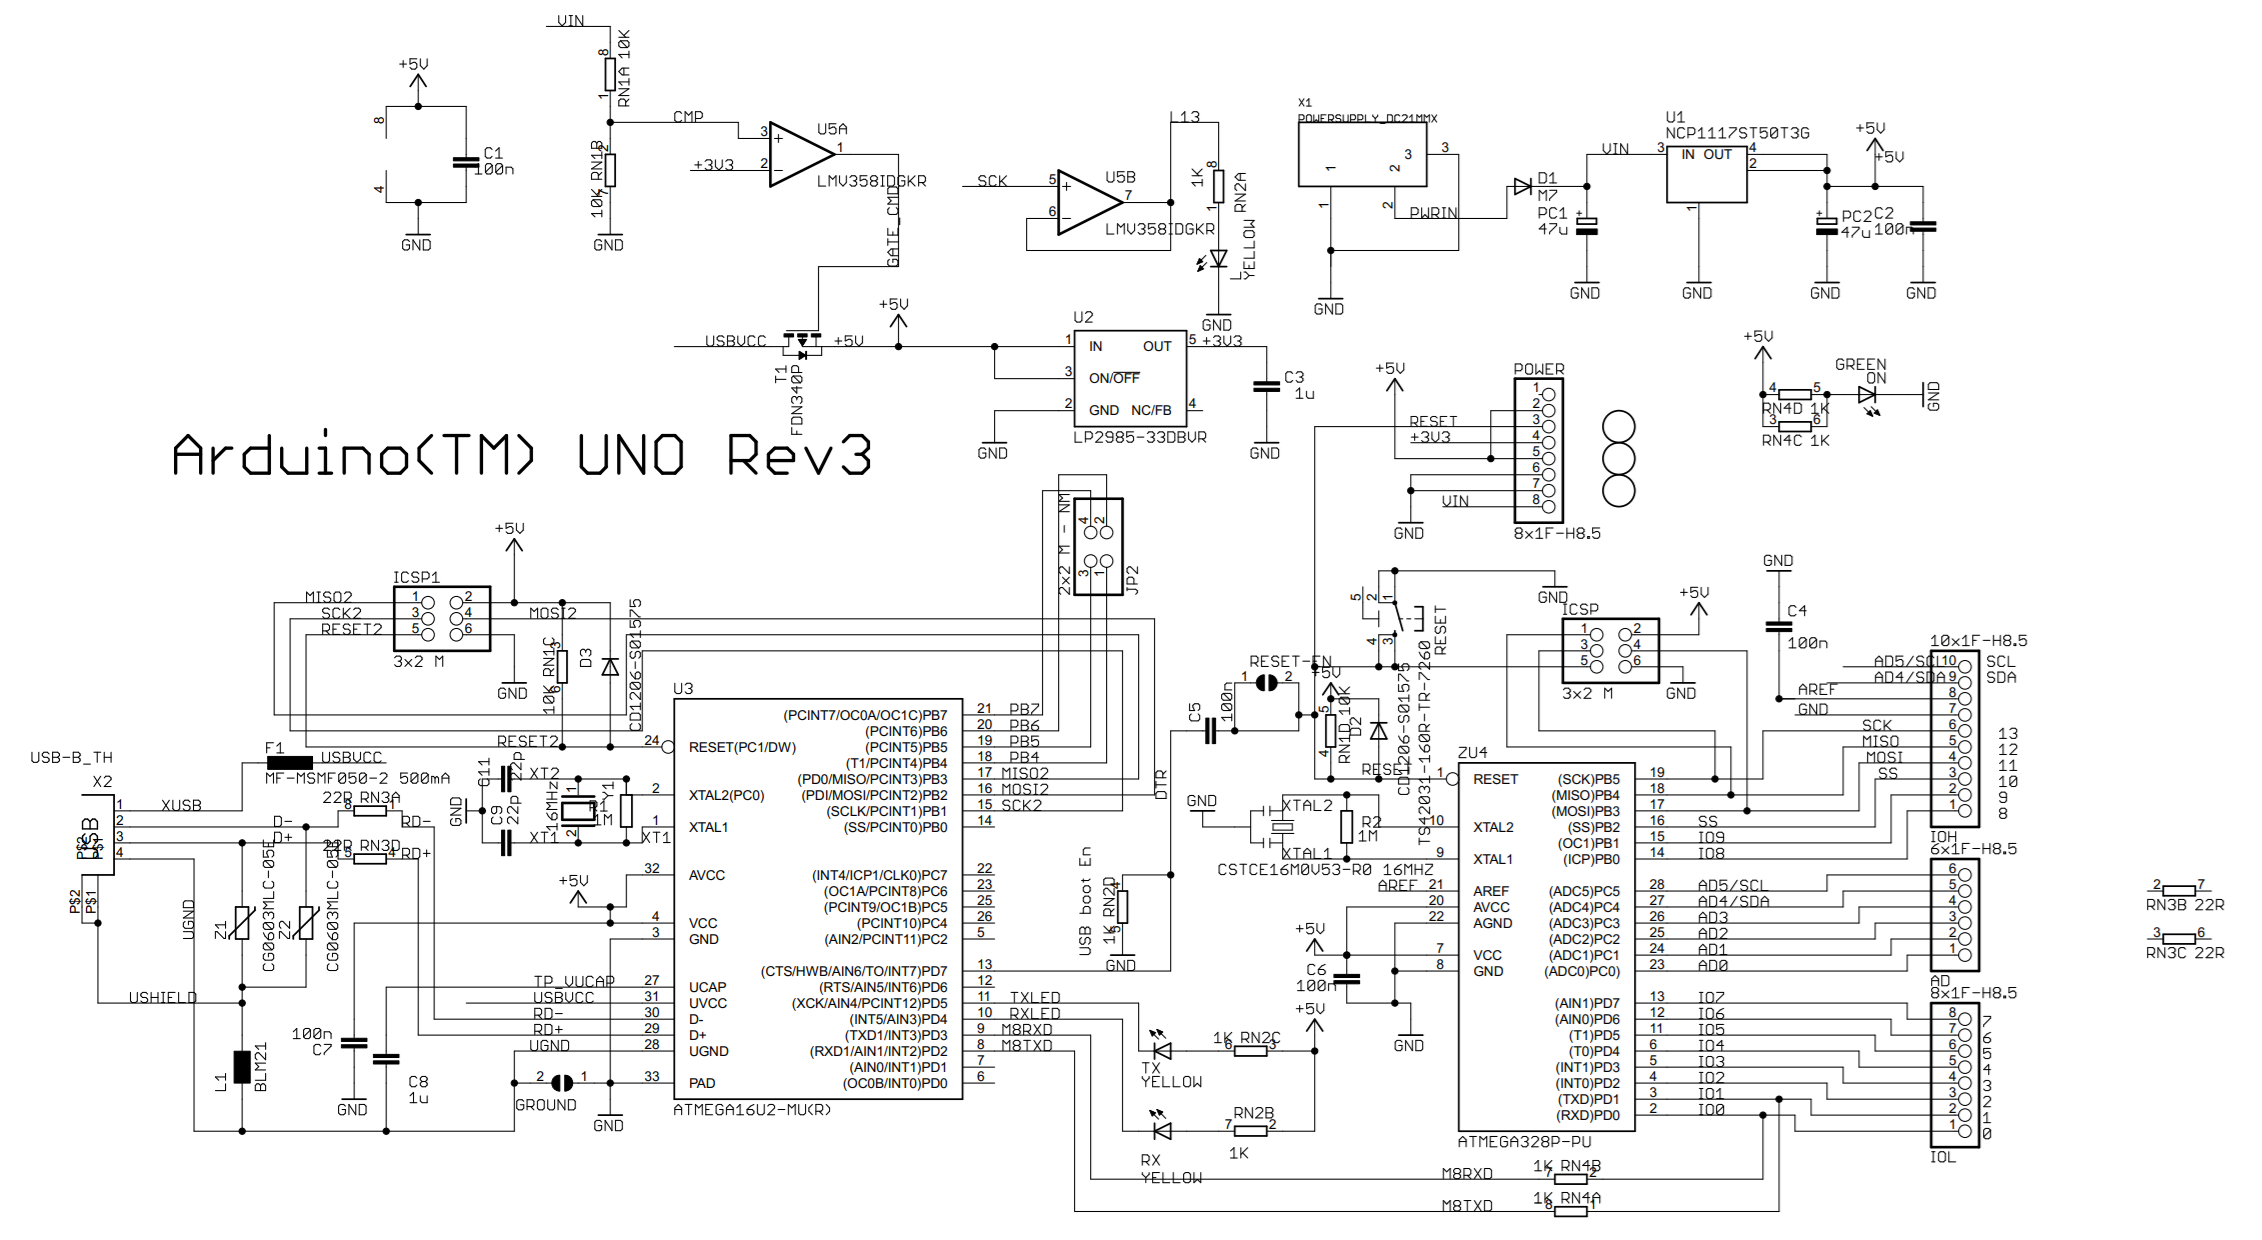 VIN
+5V
8
4
C1
100n
GND
8
RN1A 10K
1
2
10K RN1B
7
GND
CMP
+3V3
3
2
1
U5A
LMV358IDGKR
GATE_CMD
SCK
5
6
7
U5B
LMV358IDGKR
L13
1K
8
1
RN2A
L
YELLOW
GND
X1
POWERSUPPLY_DC21MMX
1
2
3
3
1
2
GND
PWRIN
D1
M7
PC1
47u
GND
VIN
U1
NCP1117ST50T3G
3
IN OUT
4
2
1
GND
+5V
+5V
PC2
47u
C2
100n
GND
GND
USBVCC
T1
FDN340P
+5V
+5V
U2
1
IN
OUT
5
+3V3
3
ON/OFF
2
GND
NC/FB
4
LP2985-33DBVR
GND
C3
1u
GND
+5V
RESET
+3V3
VIN
GND
POWER
1
2
3
4
5
6
7
8
8x1F-H8.5
+5V
4
5
RN4D 1K
3
6
RN4C 1K
GREEN
ON
GND
Arduino(TM) UNO Rev3
ICSP1
MISO2
SCK2
RESET2
1
3
5
2
4
6
3x2 M
+5V
MOSI2
GND
3
10K RN1C
6
D3
CD1206-S01575
2x2 M - NM
4
2
3
1
JP2
USB-B_TH
X2
USB
1
2
3
4
P$2
P$1
F1
USBVCC
MF-MSMF050-2 500mA
XUSB
D-
D+
22R RN3A
8
1
RD-
22R RN3D
5
4
RD+
UGND
Z1
CG0603MLC-05E
Z2
CG0603MLC-05E
USHIELD
L1
BLM21
RESET2
C11
22P
XT2
C9
22P
XT1
GND
16MHz
1
2
Y1
R1
1M
XT1
+5V
TP_VUCAP
USBVCC
RD-
RD+
UGND
100n
C7
GND
C8
1u
2
1
GROUND
GND
U3
24
RESET(PC1/DW)
2
XTAL2(PC0)
1
XTAL1
32
AVCC
4
VCC
3
GND
27
UCAP
31
UVCC
30
D-
29
D+
28
UGND
33
PAD
(PCINT7/OC0A/OC1C)PB7 21 PB7
(PCINT6)PB6 20 PB6
(PCINT5)PB5 19 PB5
(T1/PCINT4)PB4 18 PB4
(PD0/MISO/PCINT3)PB3 17 MISO2
(PDI/MOSI/PCINT2)PB2 16 MOSI2
(SCLK/PCINT1)PB1 15 SCK2
(SS/PCINT0)PB0 14
(INT4/ICP1/CLK0)PC7 22
(OC1A/PCINT8)PC6 23
(PCINT9/OC1B)PC5 25
(PCINT10)PC4 26
(AIN2/PCINT11)PC2 5
(CTS/HWB/AIN6/TO/INT7)PD7 13
(RTS/AIN5/INT6)PD6 12
(XCK/AIN4/PCINT12)PD5 11 TXLED
(INT5/AIN3)PD4 10 RXLED
(TXD1/INT3)PD3 9 M8RXD
(RXD1/AIN1/INT2)PD2 8 M8TXD
(AIN0/INT1)PD1 7
(OC0B/INT0)PD0 6
ATMEGA16U2-MU(R)
DTR
USB boot En
4
1K RN2D
5
GND
C5
100n
RESET-EN
1
2
+5V
5
RN1D 10K
4
D2
CD1206-S01575
TS42031-160R-TR-7260
RESET
5
2
1
4
3
RESET
GND
GND
ICSP
1
3
5
2
4
6
3x2 M
+5V
GND
GND
C4
100n
GND
XTAL2
XTAL1
CSTCE16M0V53-R0 16MHZ
R2
1M
AREF
+5V
C6
100n
GND
+5V
TX
YELLOW
1K RN2C
6
3
RX
YELLOW
RN2B
7
2
1K
ZU4
1
RESET
10
XTAL2
9
XTAL1
21
AREF
20
AVCC
22
AGND
7
VCC
8
GND
(SCK)PB5 19
(MISO)PB4 18
(MOSI)PB3 17
(SS)PB2 16 SS
(OC1)PB1 15 IO9
(ICP)PB0 14 IO8
(ADC5)PC5 28 AD5/SCL
(ADC4)PC4 27 AD4/SDA
(ADC3)PC3 26 AD3
(ADC2)PC2 25 AD2
(ADC1)PC1 24 AD1
(ADC0)PC0) 23 AD0
(AIN1)PD7 13 IO7
(AIN0)PD6 12 IO6
(T1)PD5 11 IO5
(T0)PD4 6 IO4
(INT1)PD3 5 IO3
(INT0)PD2 4 IO2
(TXD)PD1 3 IO1
(RXD)PD0 2 IO0
ATMEGA328P-PU
M8RXD
1K RN4B
7
2
M8TXD
1K RN4A
8
1
10x1F-H8.5
AD5/SCL 10 SCL
AD4/SDA 9 SDA
AREF 8
GND 7
SCK 6 13
MISO 5 12
MOSI 4 11
SS 3 10
2 9
1 8
IOH
6x1F-H8.5
6
5
4
3
2
1
AD
8x1F-H8.5
8 7
7 6
6 5
5 4
4 3
3 2
2 1
1 0
IOL
2
7
RN3B 22R
3
6
RN3C 22R